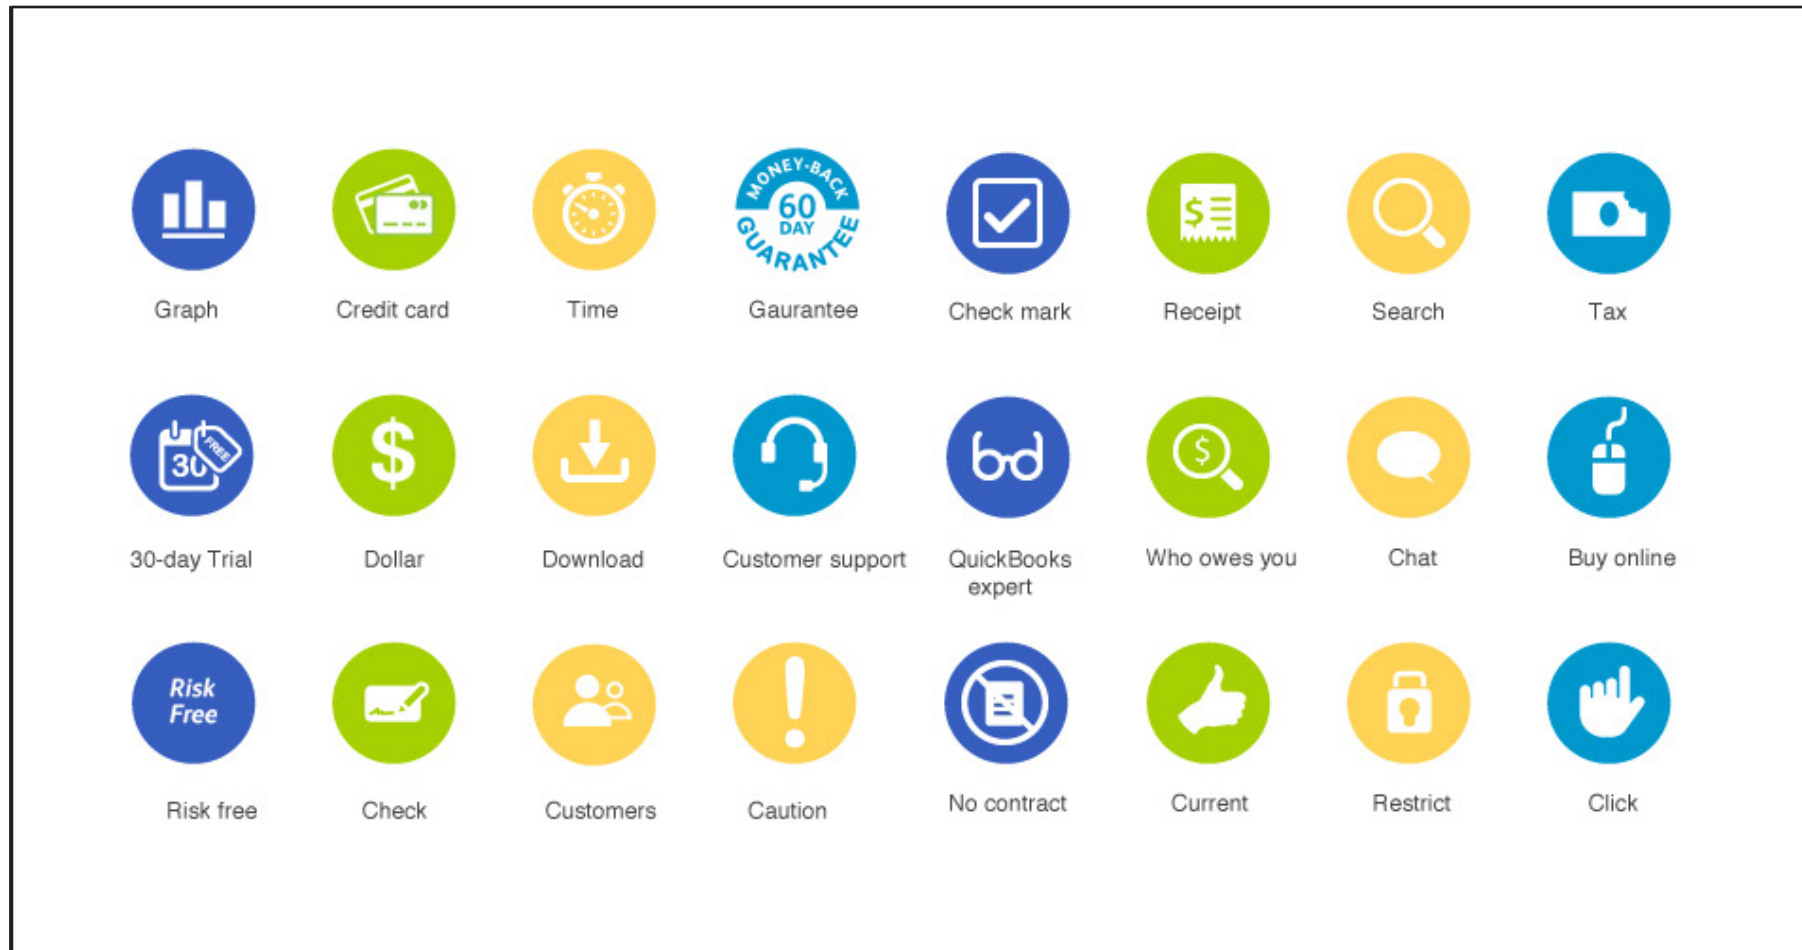 MONEY-BACK
60
DAY
GUARANTEE
$
Graph
Credit card
Time
Gaurantee
Check mark
Receipt
Search
Tax
30
FREE
$
$
30-day Trial
Dollar
Download
Customer support
QuickBooks
expert
Who owes you
Chat
Buy online
Risk
Free
Risk free
Check
Customers
Caution
No contract
Current
Restrict
Click